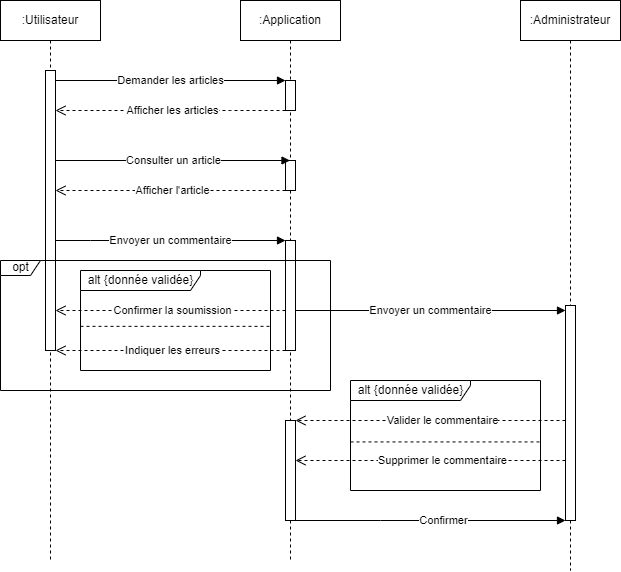 :Utilisateur
:Application
:Administrateur
Demander les articles
Afficher les articles
Consulter un article
Afficher l'article
Envoyer un commentaire
opt
alt {donnée validée}
Confirmer la soumission
Envoyer un commentaire
Indiquer les erreurs
alt {donnée validée}
Valider le commentaire
Supprimer le commentaire
Confirmer